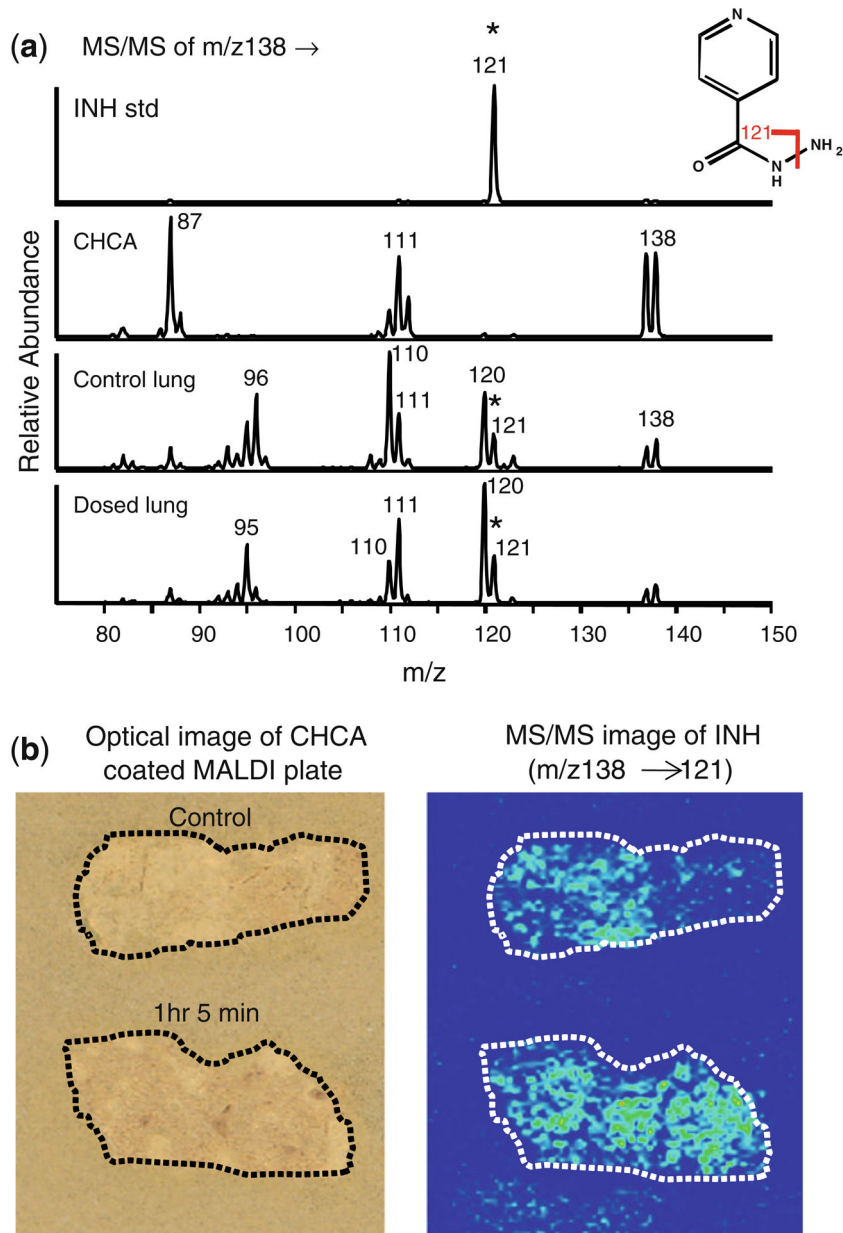 (a)
MS/MS of m/z138 →
*
121
INH std
N
121
O
N
H
NH2
CHCA
87
111
138
Relative Abundance
Control lung
96
110
111
120
*
121
138
Dosed lung
95
110
111
120
*
121
80 90 100 110 120 130 140 150
m/z
(b)
Optical image of CHCA
coated MALDI plate
MS/MS image of INH
(m/z138 →121)
Control
1hr 5 min